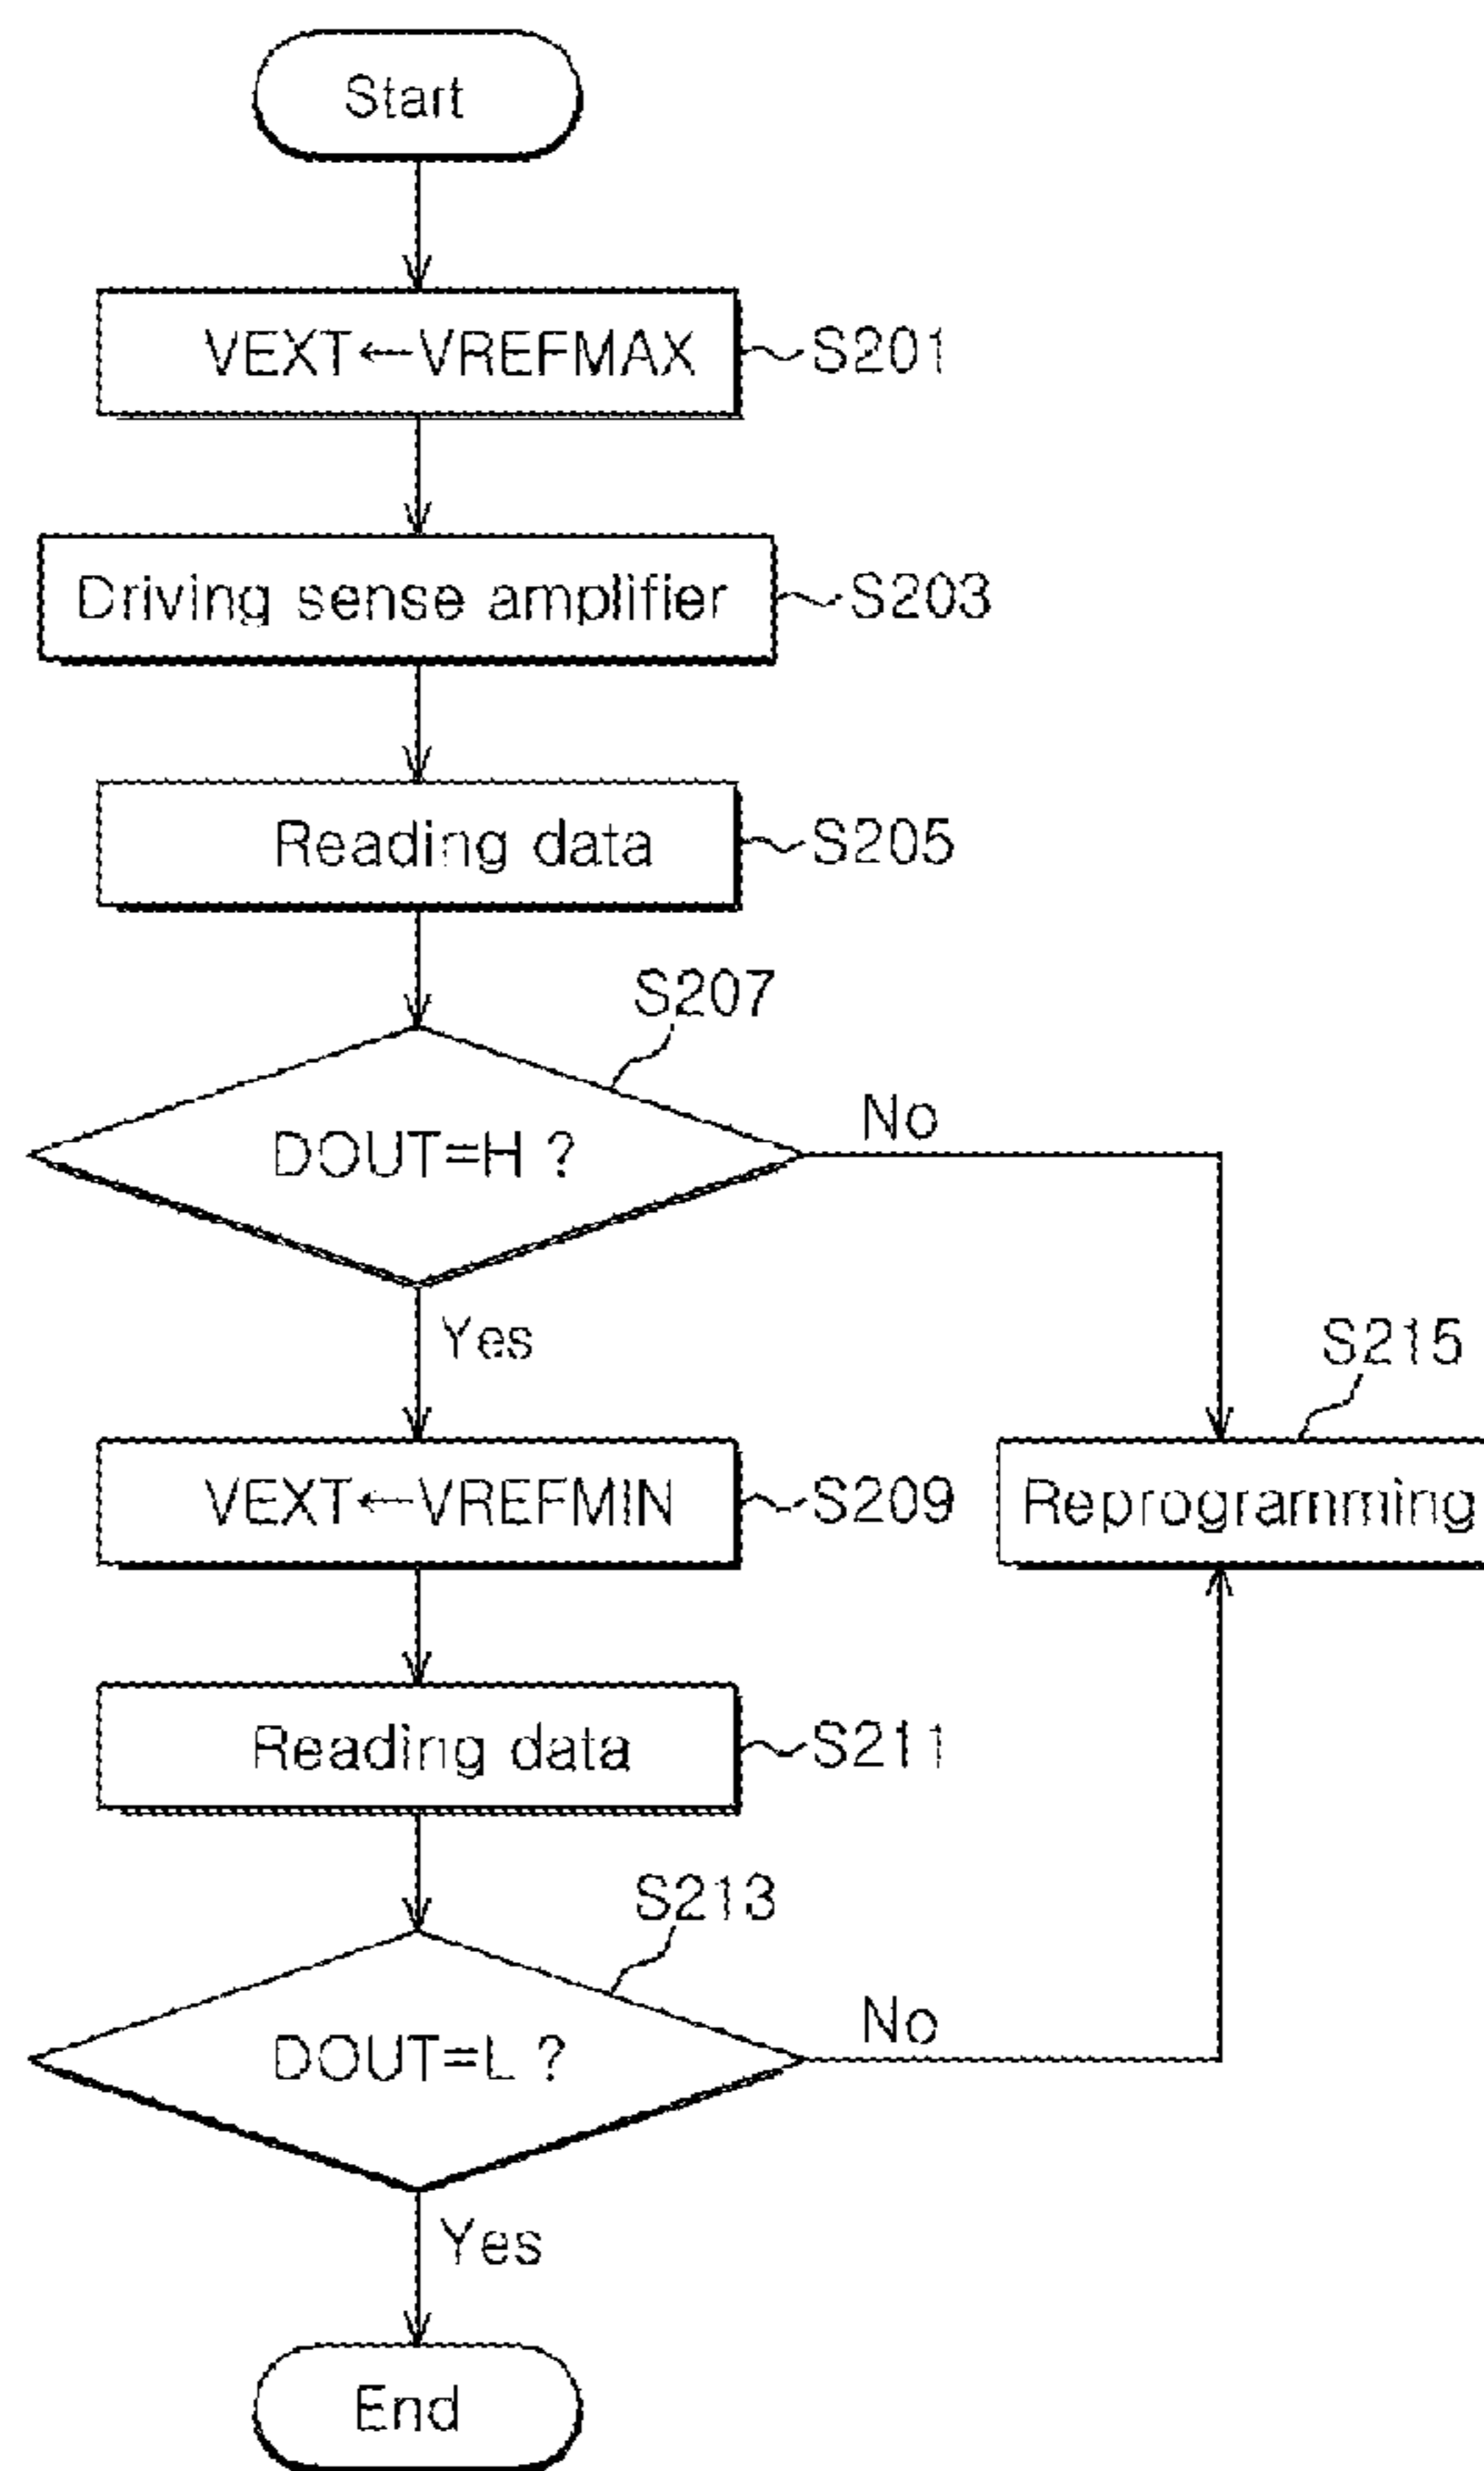 Start
VEXT←VREFMAX
S201
Driving sense amplifier
S203
Reading data
S205
S207
DOUT=H ?
No
Yes
S215
VEXT←VREFMIN
S209
Reprogramming
Reading data
S211
S213
DOUT=L ?
No
Yes
End